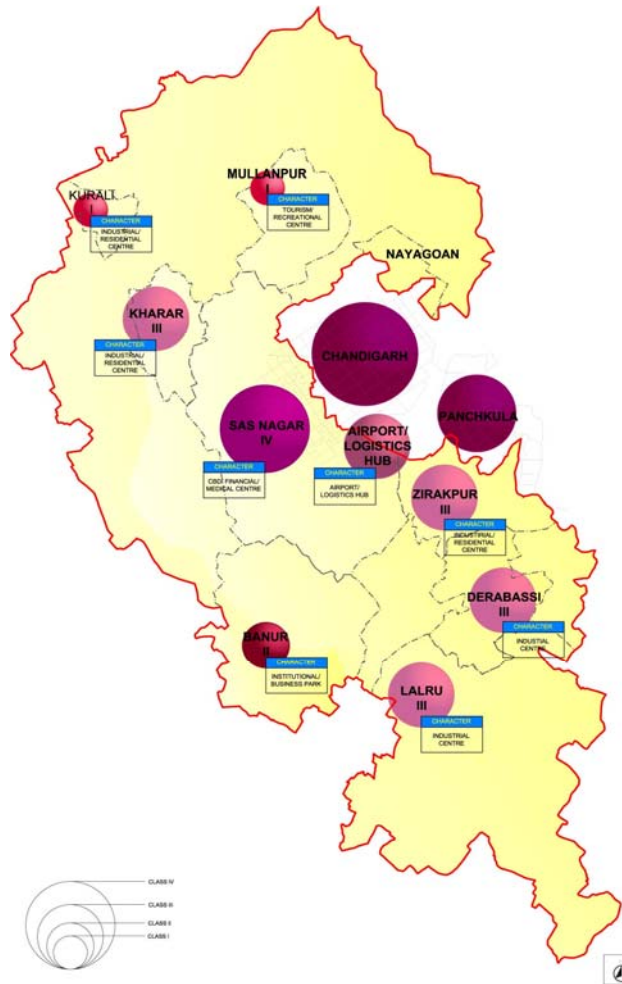 MULLANPUR
I
CHARACTER
TOURISM/
RECREATIONAL
CENTRE
KURALI
I
CHARACTER
INDUSTRIAL/
RESIDENTIAL
CENTRE
NAYAGOAN
KHARAR
III
CHARACTER
INDUSTRIAL/
RESIDENTIAL
CENTRE
CHANDIGARH
SAS NAGAR
IV
CHARACTER
CBD/ FINANCIAL/
MEDICAL CENTRE
PANCHKULA
AIRPORT/
LOGISTICS
HUB
CHARACTER
AIRPORT/
LOGISTICS HUB
ZIRAKPUR
III
CHARACTER
INDUSTIRIAL/
RESIDENTIAL
CENTRE
DERABASSI
III
CHARACTER
INDUSTIAL
CENTRE
BANUR
II
CHARACTER
INSTITUTIONAL/
BUSINESS PARK
LALRU
III
CHARACTER
INDUSTRIAL
CENTRE
CLASS IV
CLASS III
CLASS II
CLASS I